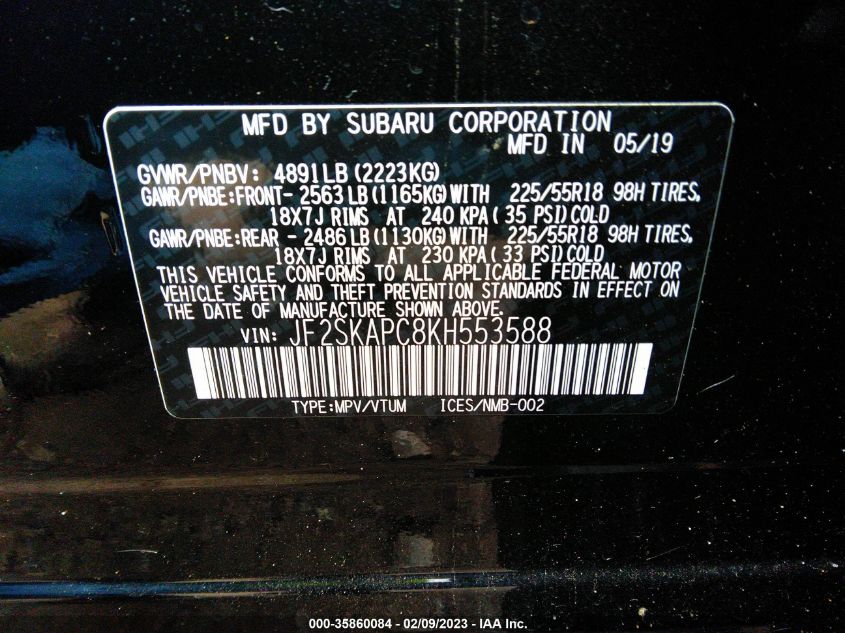 MFD BY SUBARU CORPORATION
MFD IN 05/19
GVWR/PNBV: 4891LB (2223KG)
GAWR/PNBE:FRONT- 2563 LB (1165KG) WITH 225/55R18 98H TIRES,
18X7J RIMS AT 240 KPA ( 35 PSI) COLD
GAWR/PNBE:REAR - 2486 LB (1130KG) WITH 225/55R18 98H TIRES,
18X7J RIMS AT 230 KPA ( 33 PSI) COLD
THIS VEHICLE CONFORMS TO ALL APPLICABLE FEDERAL MOTOR
VEHICLE SAFETY AND THEFT PREVENTION STANDARDS IN EFFECT ON
THE DATE OF MANUFACTURE SHOWN ABOVE.
VIN: JF2SKAPC8KH553588
TYPE:MPV/VTUM ICES/NMB-002
000-35860084 - 02/09/2023 - IAA Inc.